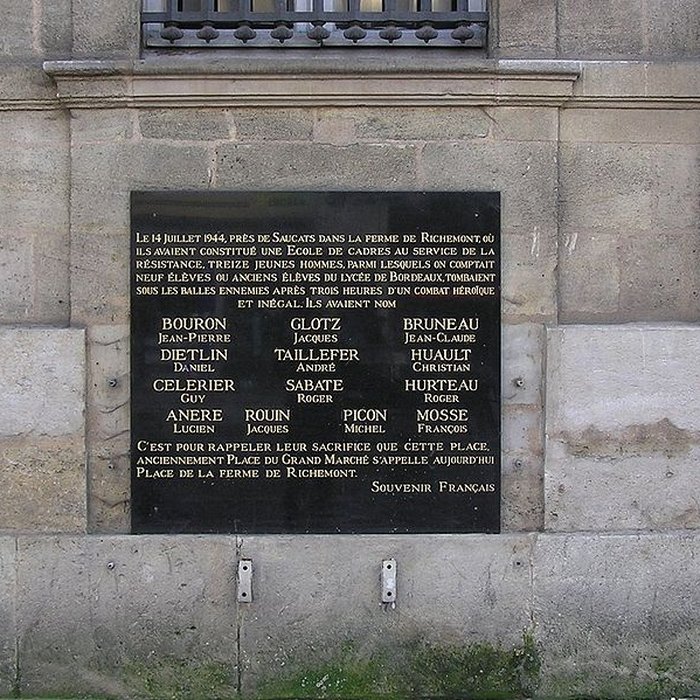 Le 14 Juillet 1944, près de Saucats dans la ferme de Richemont, où
ils avaient constitué une Ecole de cadres au service de la
résistance, treize jeunes hommes, parmi lesquels on comptait
neuf élèves ou anciens élèves du lycée de Bordeaux, tombaient
sous les balles ennemies après trois heures d'un combat héroïque
et inégal. Ils avaient nom
BOURON GLOTZ BRUNEAU
Jean-Pierre Jacques Jean-Claude
DIETLIN TAILLEFER HUAULT
Daniel André Christian
CELERIER SABATE HURTEAU
Guy Roger Roger
ANERE ROUIN PICON MOSSE
Lucien Jacques Michel François
C'est pour rappeler leur sacrifice que cette place,
anciennement Place du Grand Marché s'appelle aujourd'hui
Place de la ferme de Richemont.
Souvenir Français